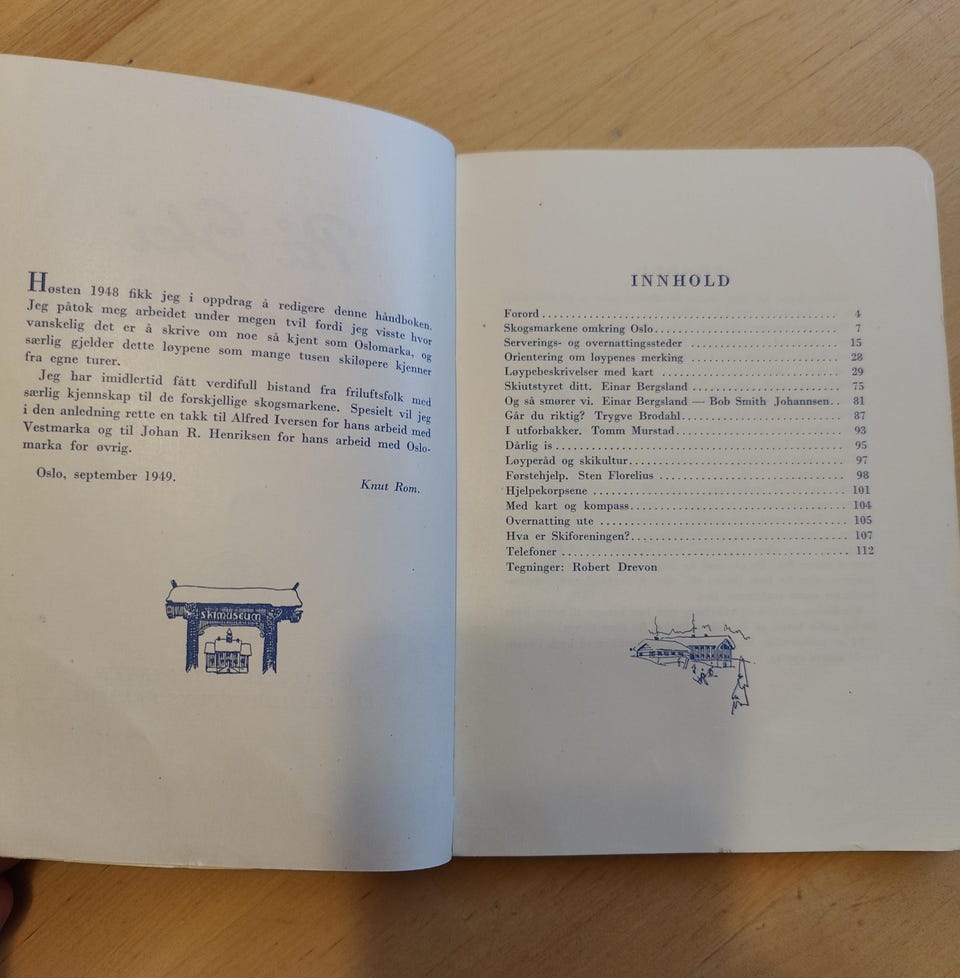 Høsten 1948 fikk jeg i oppdrag å redigere denne håndboken.
Jeg påtok meg arbeidet under megen tvil fordi jeg visste hvor
vanskelig det er å skrive om noe så kjent som Oslomarka, og
særlig gjelder dette løypene som mange tusen skiløpere kjenner
fra egne turer.
Jeg har imidlertid fått verdifull bistand fra friluftsfolk med
særlig kjennskap til de forskjellige skogsmarkene. Spesielt vil jeg
i den anledning rette en takk til Alfred Iversen for hans arbeid med
Vestmarka og til Johan R. Henriksen for hans arbeid med Oslo-
marka for øvrig.
Oslo, september 1949.
Knut Rom.
SKIMUSEUM
INNHOLD
Forord 4
Skogsmarkene omkring Oslo 7
Serverings- og overnattingssteder 15
Orientering om løypenes merking 28
Løypebeskrivelser med kart 29
Skiutstyret ditt. Einar Bergsland 75
Og så smører vi. Einar Bergsland — Bob Smith Johannsen 81
Går du riktig? Trygve Brodahl 87
I utforbakker. Tomm Murstad 93
Dårlig is 95
Løyperåd og skikultur 97
Førstehjelp. Sten Florelius 98
Hjelpekorpsene 101
Med kart og kompass 104
Overnatting ute 105
Hva er Skiforeningen? 107
Telefoner 112
Tegninger: Robert Drevon